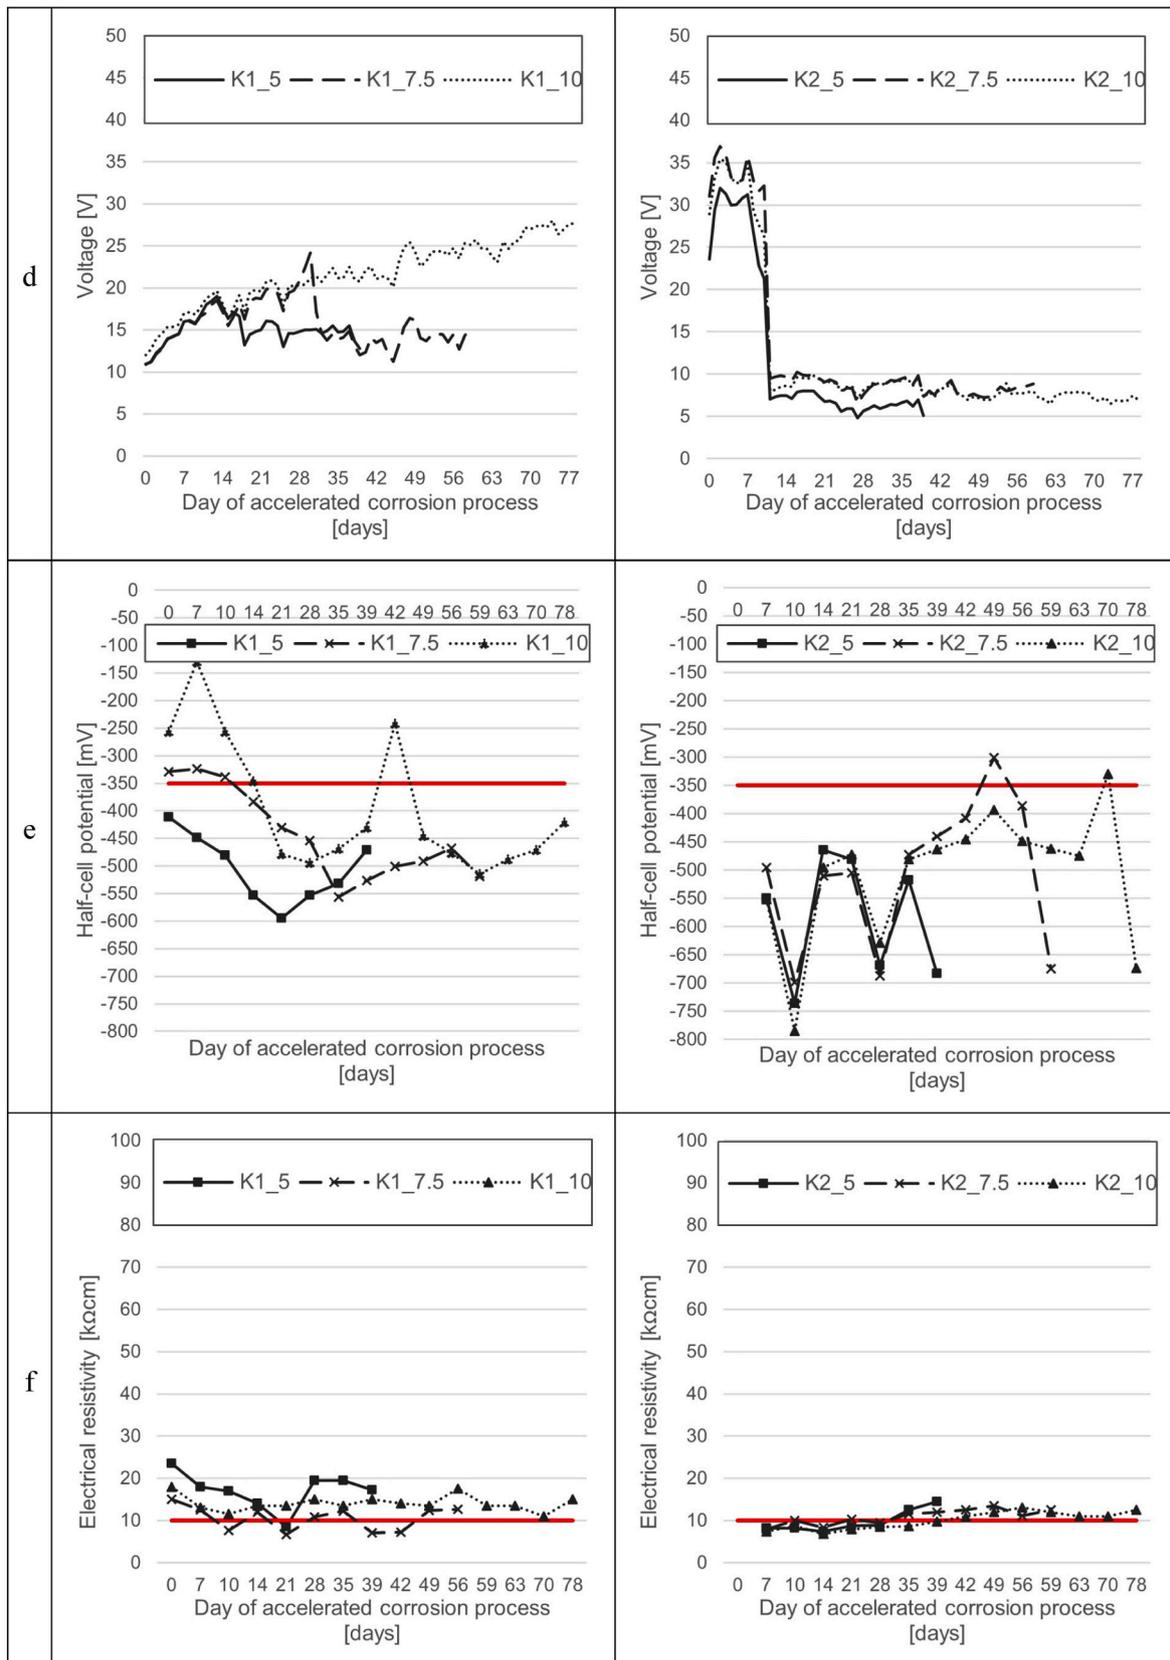 d
50
45
40
35
30
25
20
15
10
5
0
Voltage [V]
K1_5 K1_7.5 K1_10
0 7 14 21 28 35 42 49 56 63 70 77
Day of accelerated corrosion process
[days]
50
45
40
35
30
25
20
15
10
5
0
Voltage [V]
K2_5 K2_7.5 K2_10
0 7 14 21 28 35 42 49 56 63 70 77
Day of accelerated corrosion process
[days]
e
0
-50
-100
-150
-200
-250
-300
-350
-400
-450
-500
-550
-600
-650
-700
-750
-800
Half-cell potential [mV]
0 7 10 14 21 28 35 39 42 49 56 59 63 70 78
K1_5 K1_7.5 K1_10
Day of accelerated corrosion process
[days]
0
-50
-100
-150
-200
-250
-300
-350
-400
-450
-500
-550
-600
-650
-700
-750
-800
Half-cell potential [mV]
0 7 10 14 21 28 35 39 42 49 56 59 63 70 78
K2_5 K2_7.5 K2_10
Day of accelerated corrosion process
[days]
f
100
90
80
70
60
50
40
30
20
10
0
Electrical resistivity [kΩcm]
K1_5 K1_7.5 K1_10
0 7 10 14 21 28 35 39 42 49 56 59 63 70 78
Day of accelerated corrosion process
[days]
100
90
80
70
60
50
40
30
20
10
0
Electrical resistivity [kΩcm]
K2_5 K2_7.5 K2_10
0 7 10 14 21 28 35 39 42 49 56 59 63 70 78
Day of accelerated corrosion process
[days]